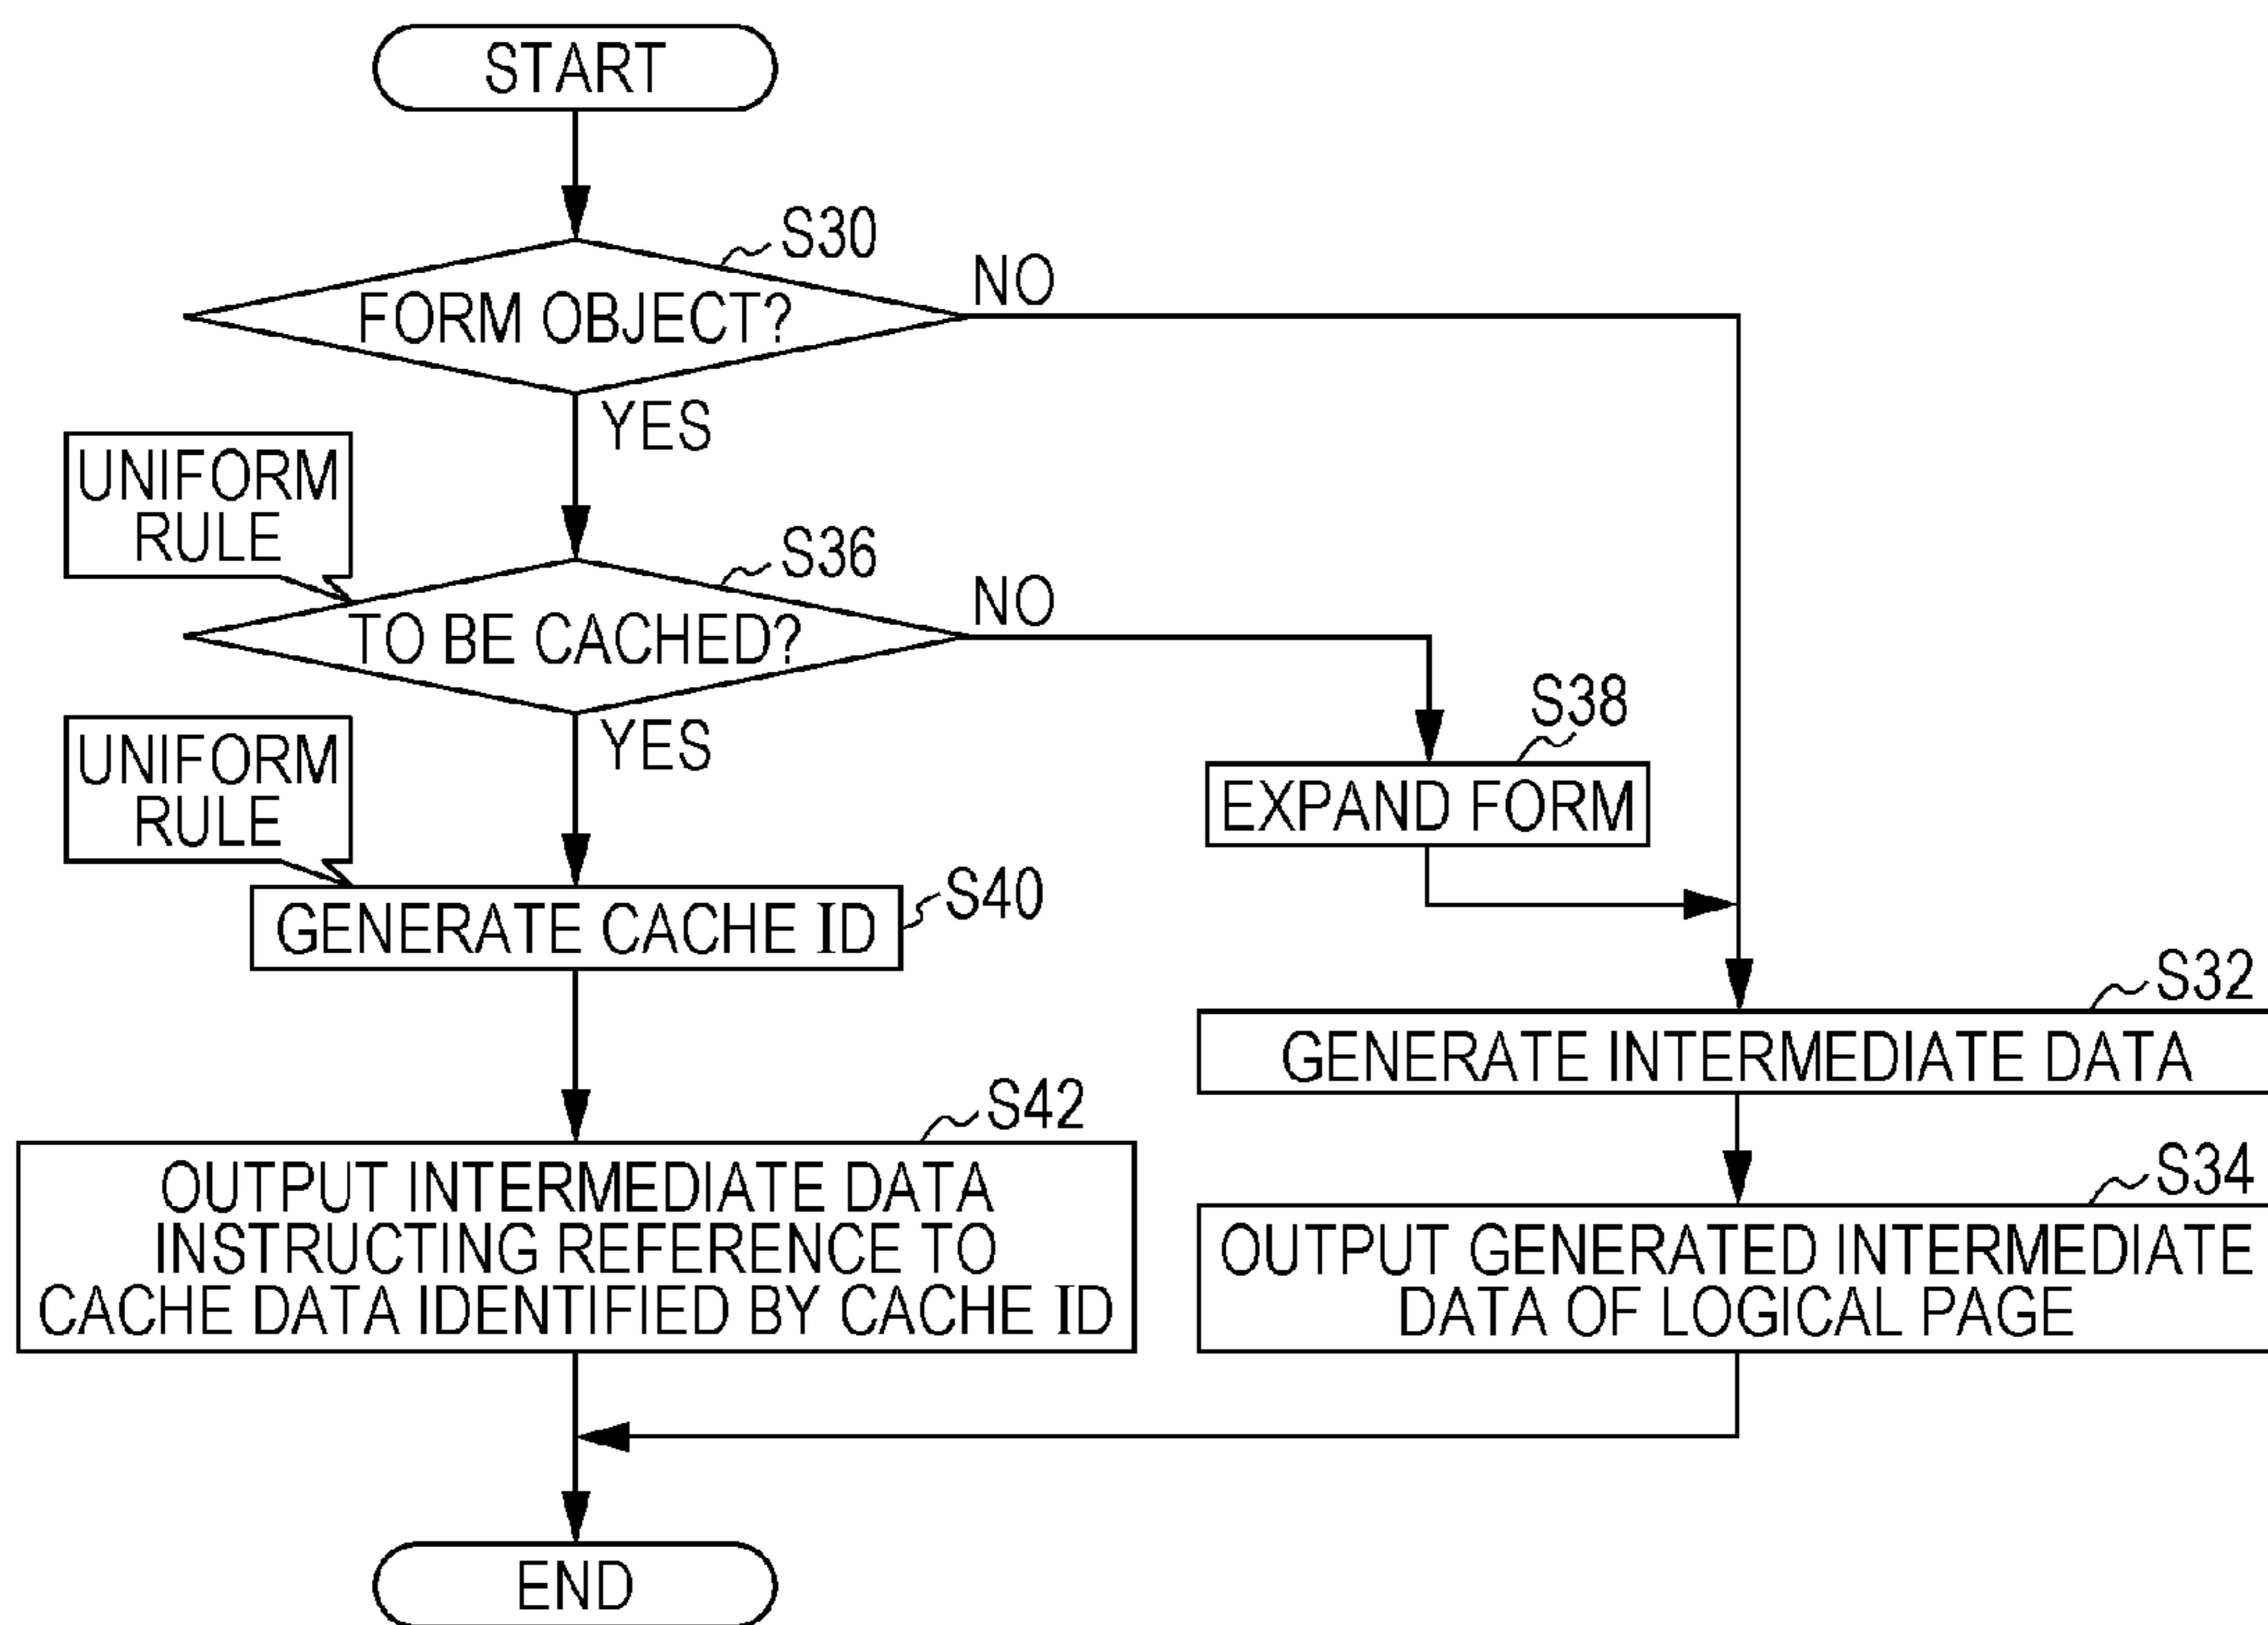 START
S30
FORM OBJECT?
NO
YES
UNIFORM
RULE
S36
TO BE CACHED?
NO
YES
S38
EXPAND FORM
UNIFORM
RULE
S40
GENERATE CACHE ID
S32
GENERATE INTERMEDIATE DATA
S42
OUTPUT INTERMEDIATE DATA
INSTRUCTING REFERENCE TO
CACHE DATA IDENTIFIED BY CACHE ID
S34
OUTPUT GENERATED INTERMEDIATE
DATA OF LOGICAL PAGE
END